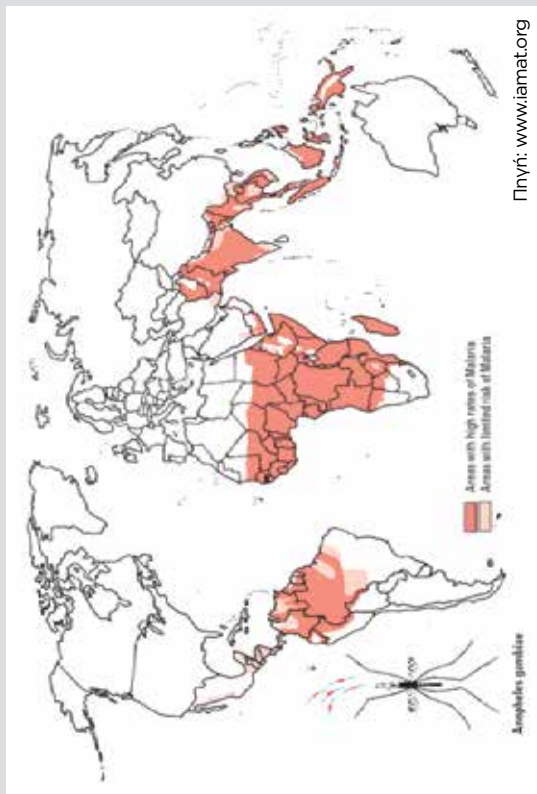 Areas with high rates of Malaria
Areas with limited risk of Malaria
Anopheles gambiae
Πηγή: www.iamat.org